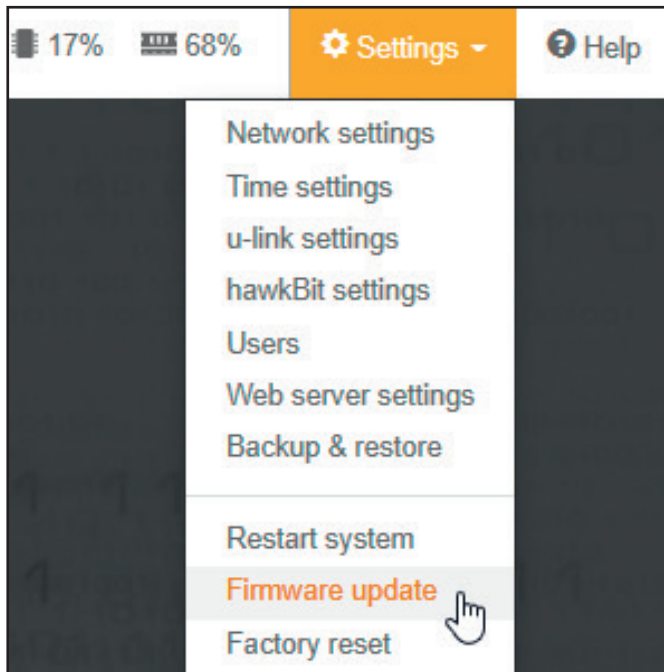 17% 68% Settings Help
Network settings
Time settings
u-link settings
hawkBit settings
Users
Web server settings
Backup & restore
Restart system
Firmware update
Factory reset